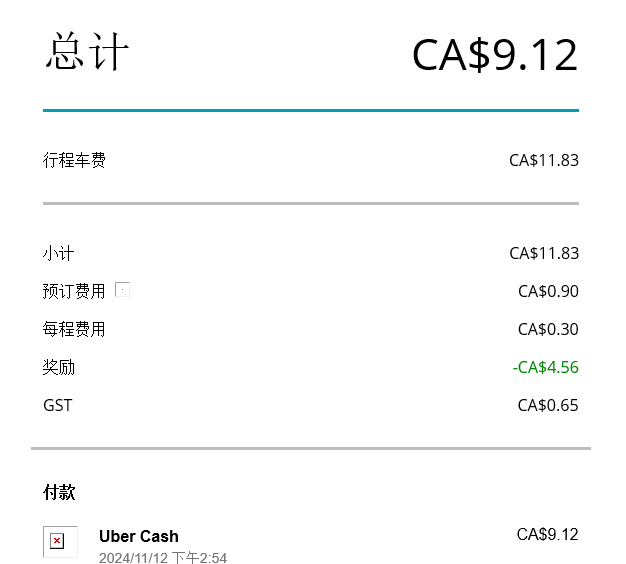 总计 CA$9.12
行程车费 CA$11.83
小计 CA$11.83
预订费用 CA$0.90
每程费用 CA$0.30
奖励 -CA$4.56
GST CA$0.65
付款
Uber Cash CA$9.12
2024/11/12 下午2:54